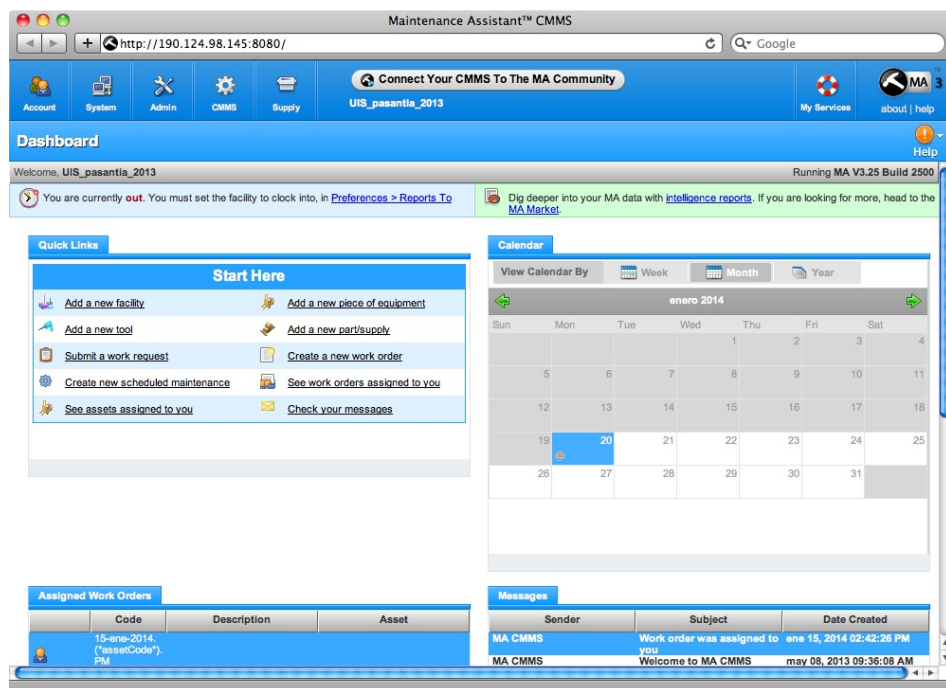 Maintenance Assistant™ CMMS
http://190.124.98.145:8080/
Google
Connect Your CMMS To The MA Community
MA 3
Account System Admin CMMS Supply
UIS_pasantia_2013
My Services
about | help
Dashboard
Help
Welcome, UIS_pasantia_2013
Running MA V3.25 Build 2500
You are currently out. You must set the facility to clock into, in Preferences > Reports To
Dig deeper into your MA data with intelligence reports. If you are looking for more, head to the
MA Market.
Quick Links
Start Here
Add a new facility
Add a new piece of equipment
Add a new tool
Add a new part/supply
Submit a work request
Create a new work order
Create new scheduled maintenance
See work orders assigned to you
See assets assigned to you
Check your messages
Calendar
View Calendar By Week Month Year
enero 2014
Sun Mon Tue Wed Thu Fri Sat
1 2 3 4
5 6 7 8 9 10 11
12 13 14 15 16 17 18
19 20 21 22 23 24 25
26 27 28 29 30 31
Assigned Work Orders
Code Description Asset
15-ene-2014.
(*assetCode*).
PM
Messages
Sender Subject Date Created
MA CMMS Work order was assigned to ene 15, 2014 02:42:26 PM
you
MA CMMS Welcome to MA CMMS may 08, 2013 09:36:08 AM